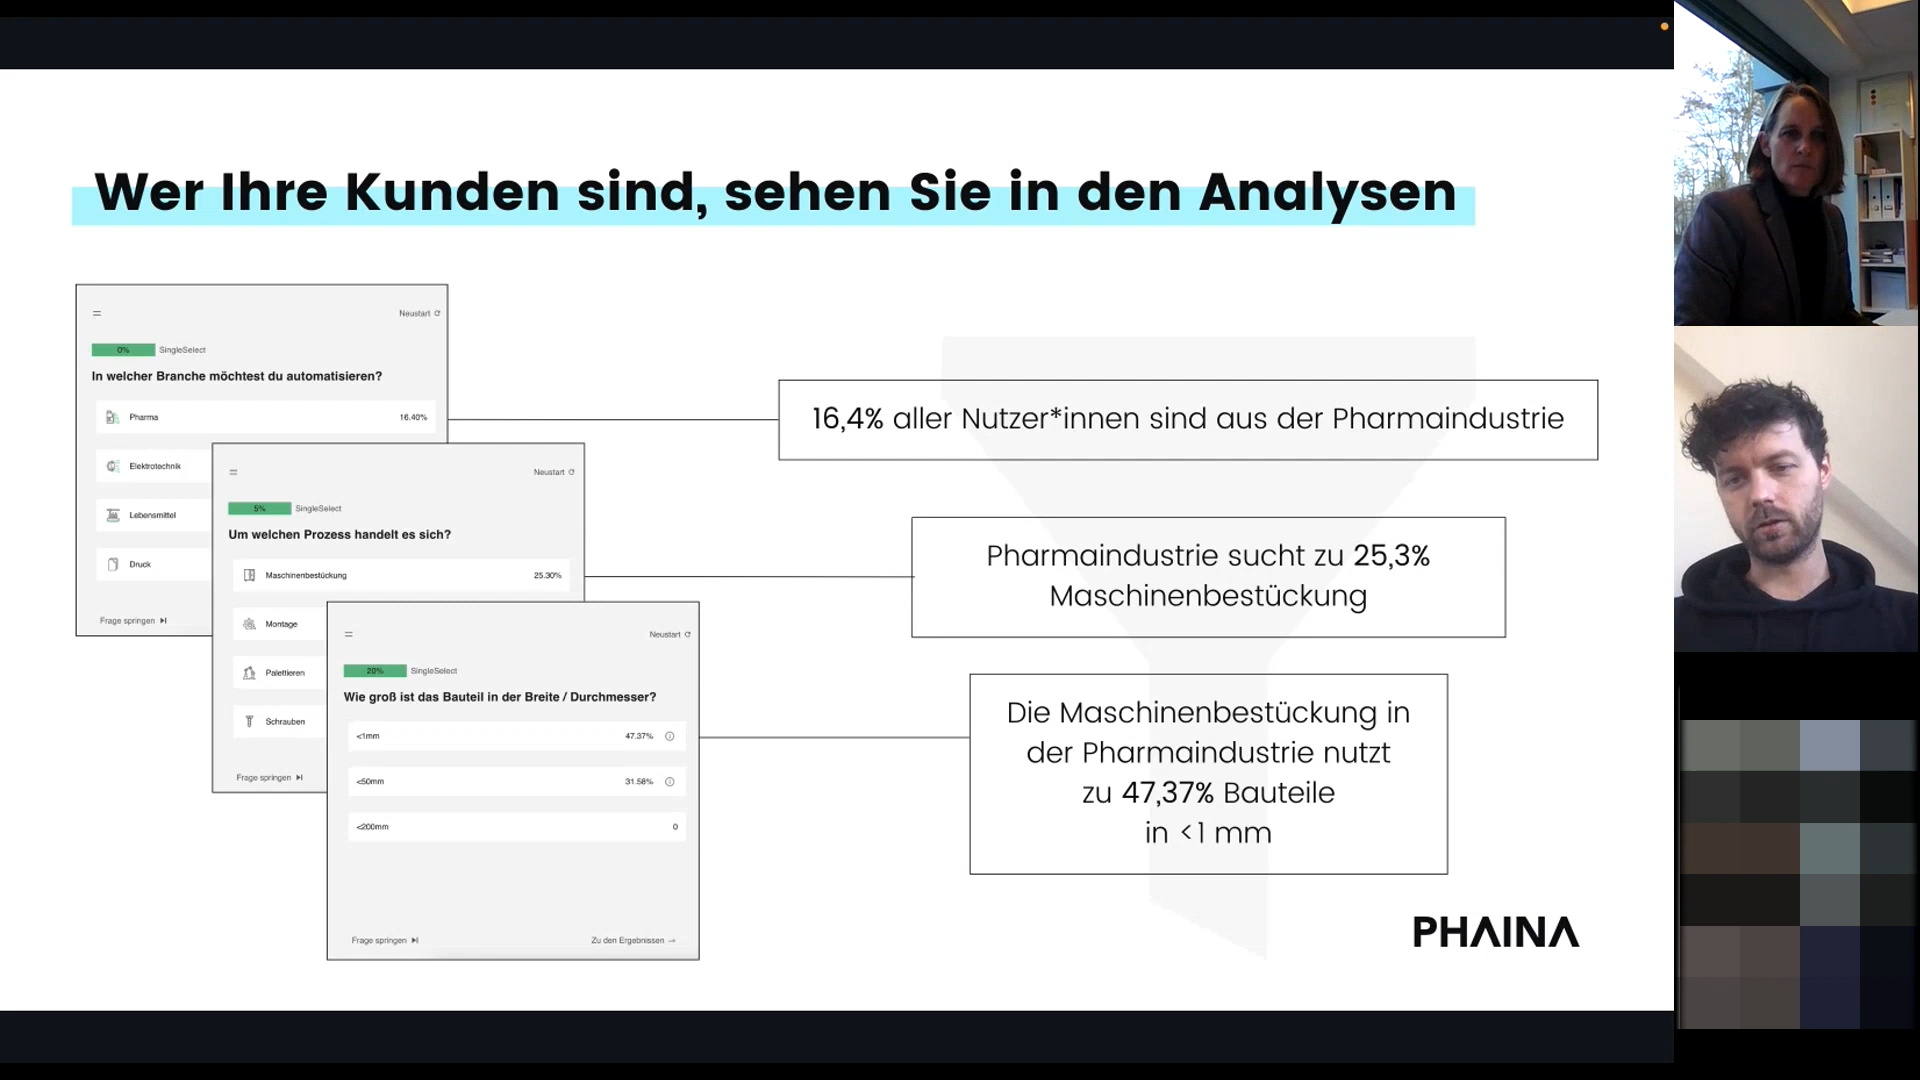 Wer Ihre Kunden sind, sehen Sie in den Analysen
Neustart
0% SingleSelect
In welcher Branche möchtest du automatisieren?
Pharma 16.40%
Elektrotechnik
Lebensmittel
Druck
Frage springen
Neustart
5% SingleSelect
Um welchen Prozess handelt es sich?
Maschinenbestückung 25.30%
Montage
Palettieren
Schrauben
Frage springen
Neustart
20% SingleSelect
Wie groß ist das Bauteil in der Breite / Durchmesser?
<1mm 47.37%
<50mm 31.58%
<200mm 0
Frage springen
Zu den Ergebnissen →
16,4% aller Nutzer*innen sind aus der Pharmaindustrie
Pharmaindustrie sucht zu 25,3%
Maschinenbestückung
Die Maschinenbestückung in
der Pharmaindustrie nutzt
zu 47,37% Bauteile
in <1 mm
PHAINA